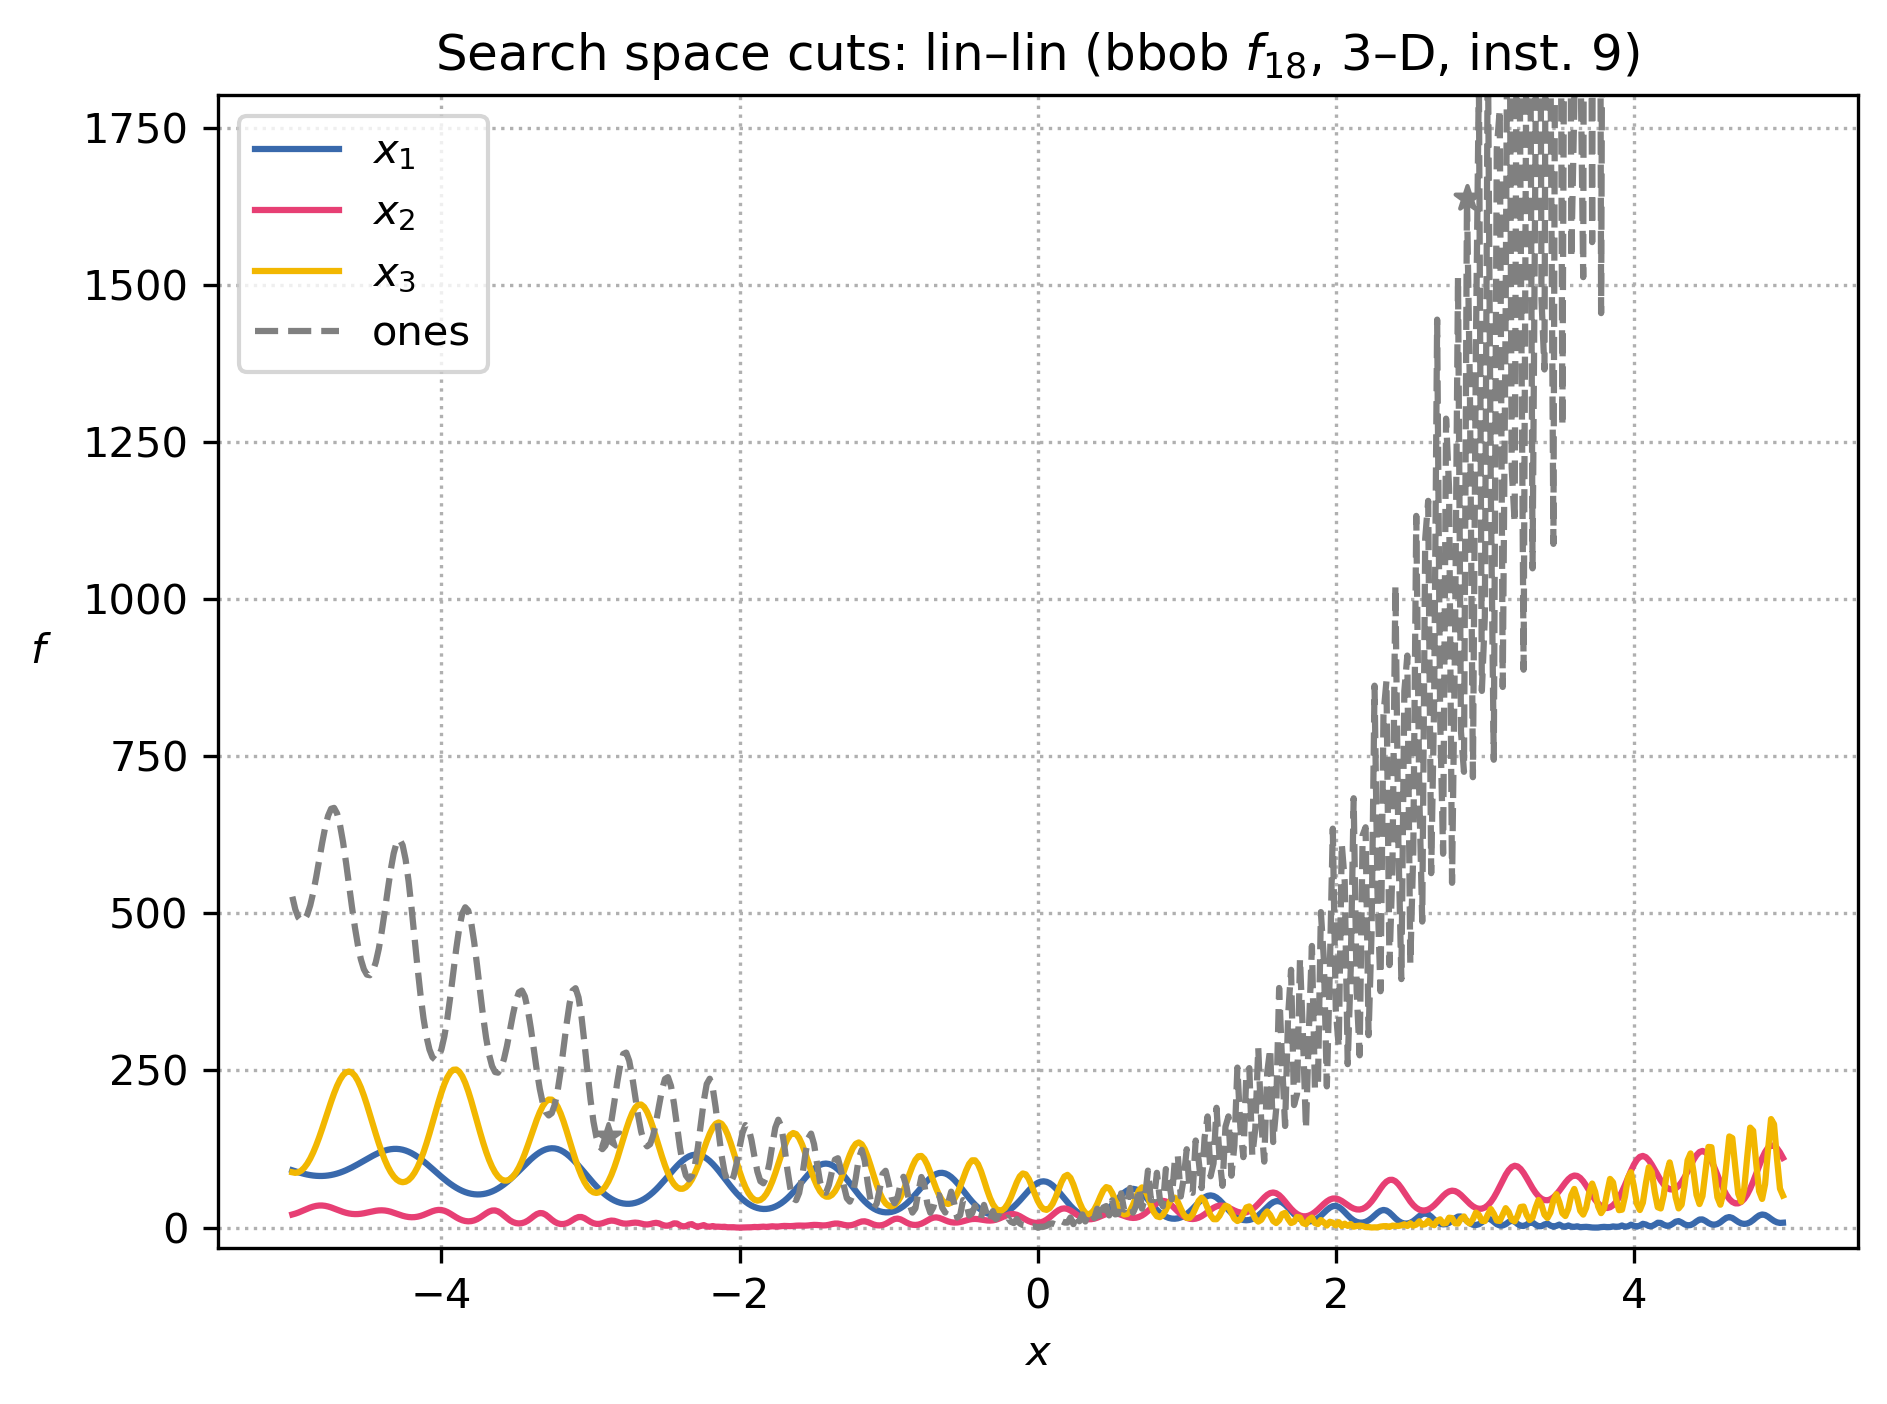 Search space cuts: lin–lin (bbob f18, 3–D, inst. 9)
1750
1500
1250
1000
750
500
250
0
f
x1
x2
x3
ones
−4
−2
0
2
4
x